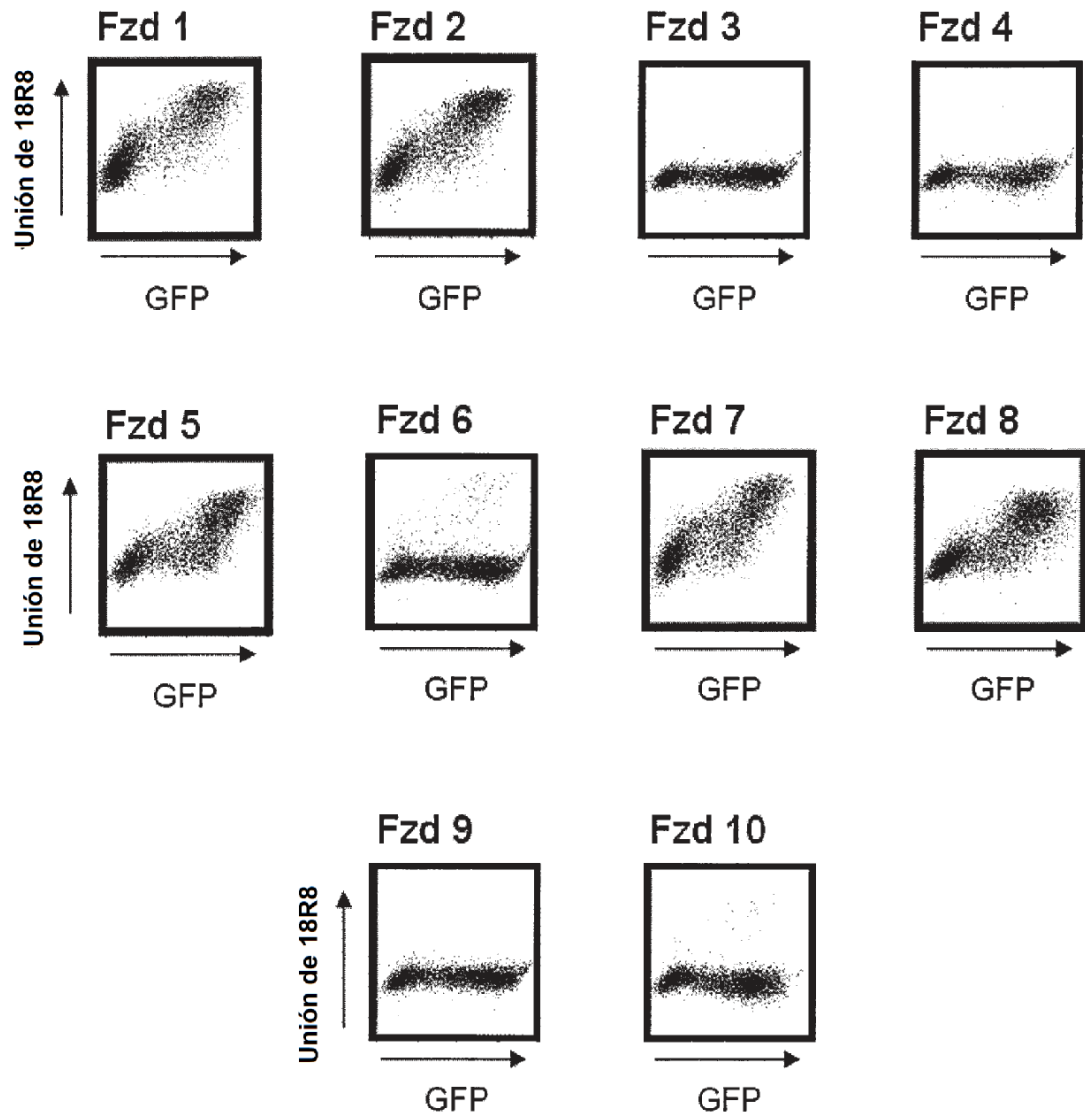 Fzd 1
Fzd 2
Fzd 3
Fzd 4
Unión de 18R8
GFP
GFP
GFP
GFP
Fzd 5
Fzd 6
Fzd 7
Fzd 8
Unión de 18R8
GFP
GFP
GFP
GFP
Fzd 9
Fzd 10
Unión de 18R8
GFP
GFP